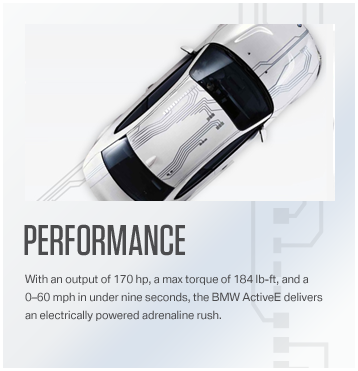 PERFORMANCE
With an output of 170 hp, a max torque of 184 lb-ft, and a
0–60 mph in under nine seconds, the BMW ActiveE delivers
an electrically powered adrenaline rush.